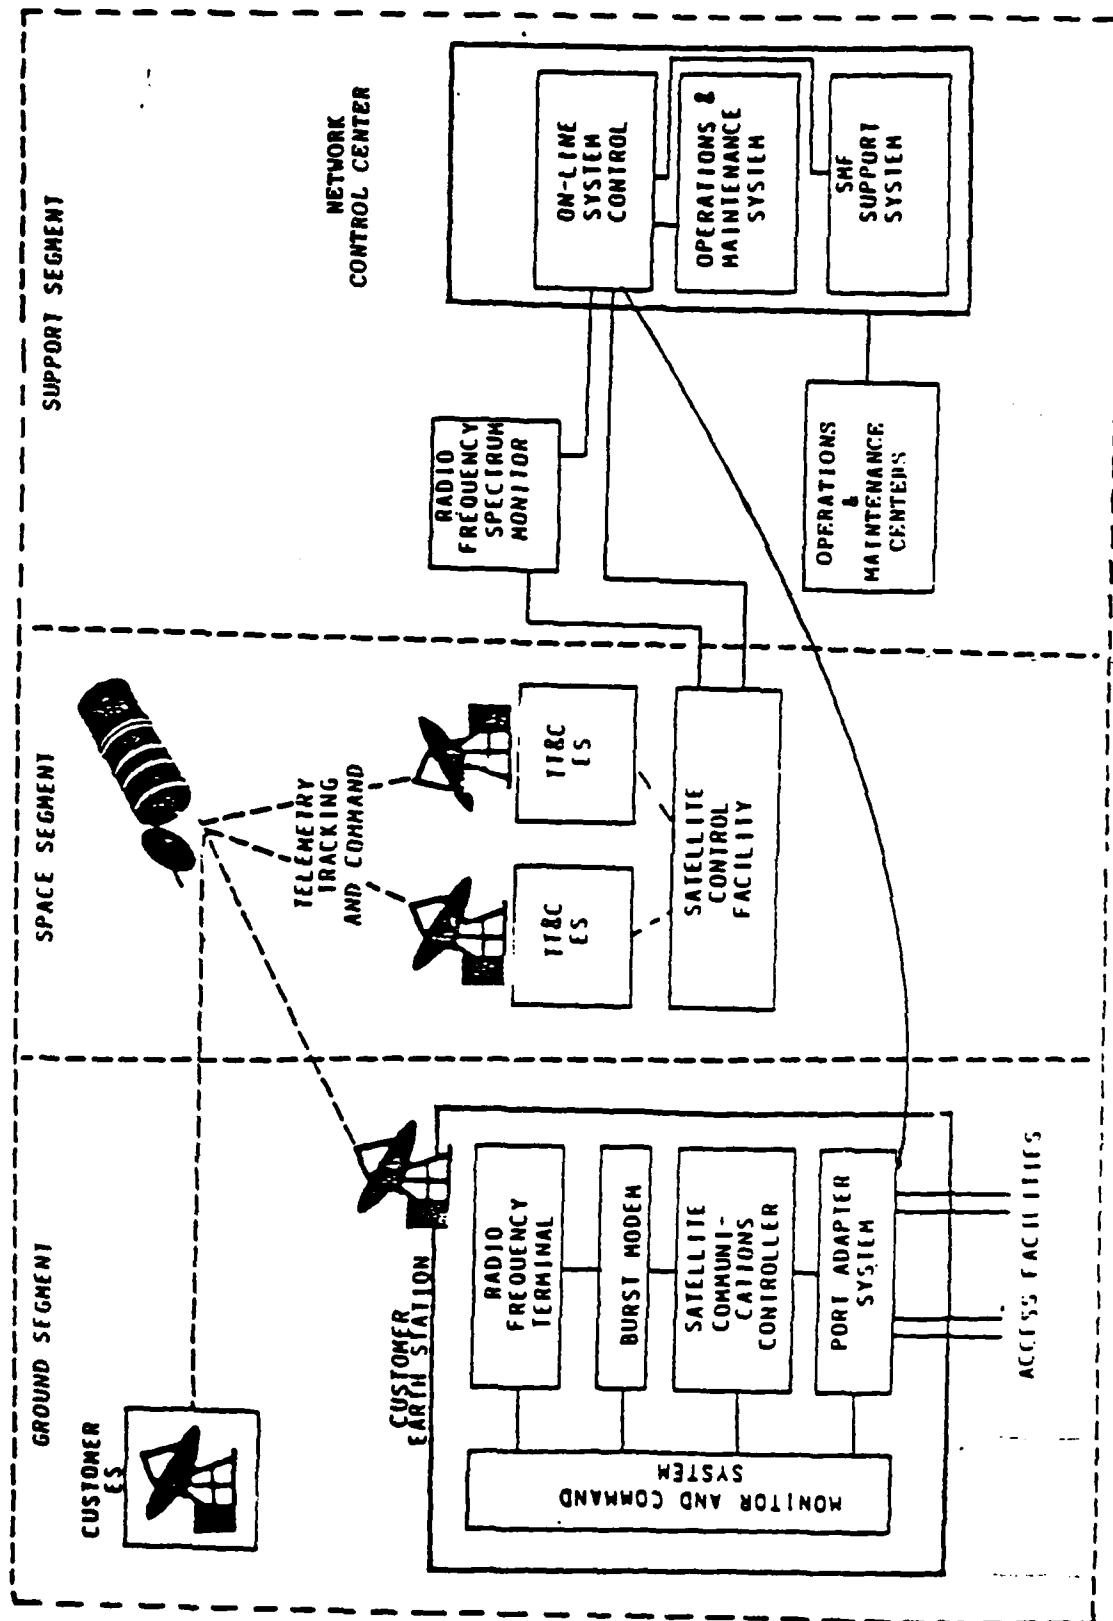 GROUND SEGMENT
SPACE SEGMENT
SUPPORT SEGMENT
CUSTOMER
ES
CUSTOMER
EARTH STATION
MONITOR AND COMMAND
SYSTEM
RADIO
FREQUENCY
TERMINAL
BURST MODEM
SATELLITE
COMMUNI-
CATIONS
CONTROLLER
PORT ADAPTER
SYSTEM
ACCESS FACILITIES
TELEMETRY
TRACKING
AND COMMAND
TT&C
ES
TT&C
ES
SATELLITE
CONTROL
FACILITY
RADIO
FREQUENCY
SPECTRUM
MONITOR
NETWORK
CONTROL CENTER
ON-LINE
SYSTEM
CONTROL
OPERATIONS &
MAINTENANCE
SYSTEM
SMF
SUPPORT
SYSTEM
OPERATIONS
&
MAINTENANCE
CENTERS